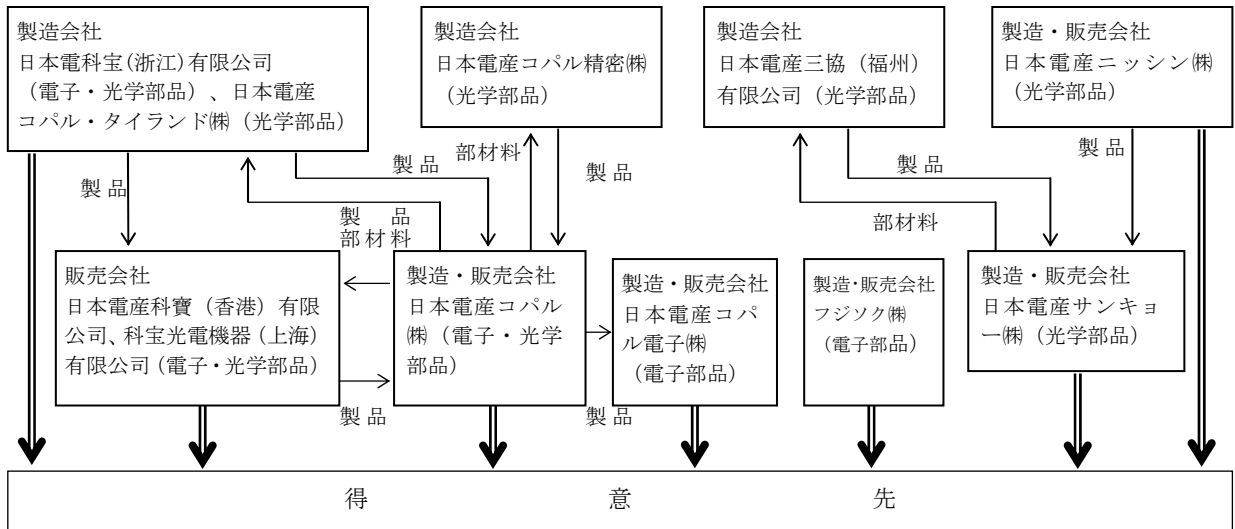 製造会社
日本電科宝(浙江)有限公司
（電子・光学部品）、日本電産
コパル・タイランド㈱（光学部品）
製造会社
日本電産コパル精密㈱
（光学部品）
製造会社
日本電産三協（福州）
有限公司（光学部品）
製造・販売会社
日本電産ニッシン㈱
（光学部品）
製品
製品
部材料
製品
製品
部材料
製品
製品
部材料
販売会社
日本電産科寶（香港）有限
公司、科宝光電機器（上海）
有限公司（電子・光学部品）
製造・販売会社
日本電産コパル
㈱（電子・光学
部品）
製造・販売会社
日本電産コパ
ル電子㈱
（電子部品）
製造・販売会社
フジソク㈱
（電子部品）
製造・販売会社
日本電産サンキョ
ー㈱（光学部品）
製品
製品
得意先